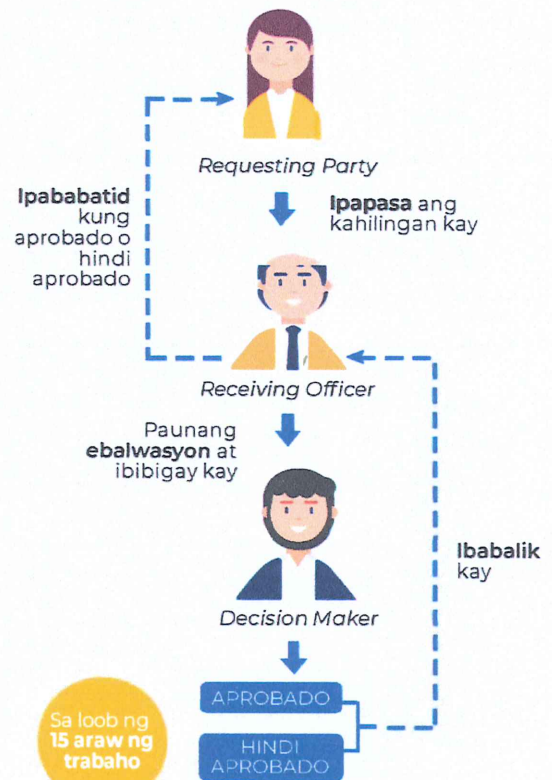 Requesting Party
Ipababatid
kung
aprobado o
hindi
aprobado
Ipapasa ang
kahilingan kay
Receiving Officer
Paunang
ebalwasyon at
ibibigay kay
Ibabalik
kay
Decision Maker
APROBADO
Sa loob ng
15 araw ng
trabaho
HINDI
APROBADO